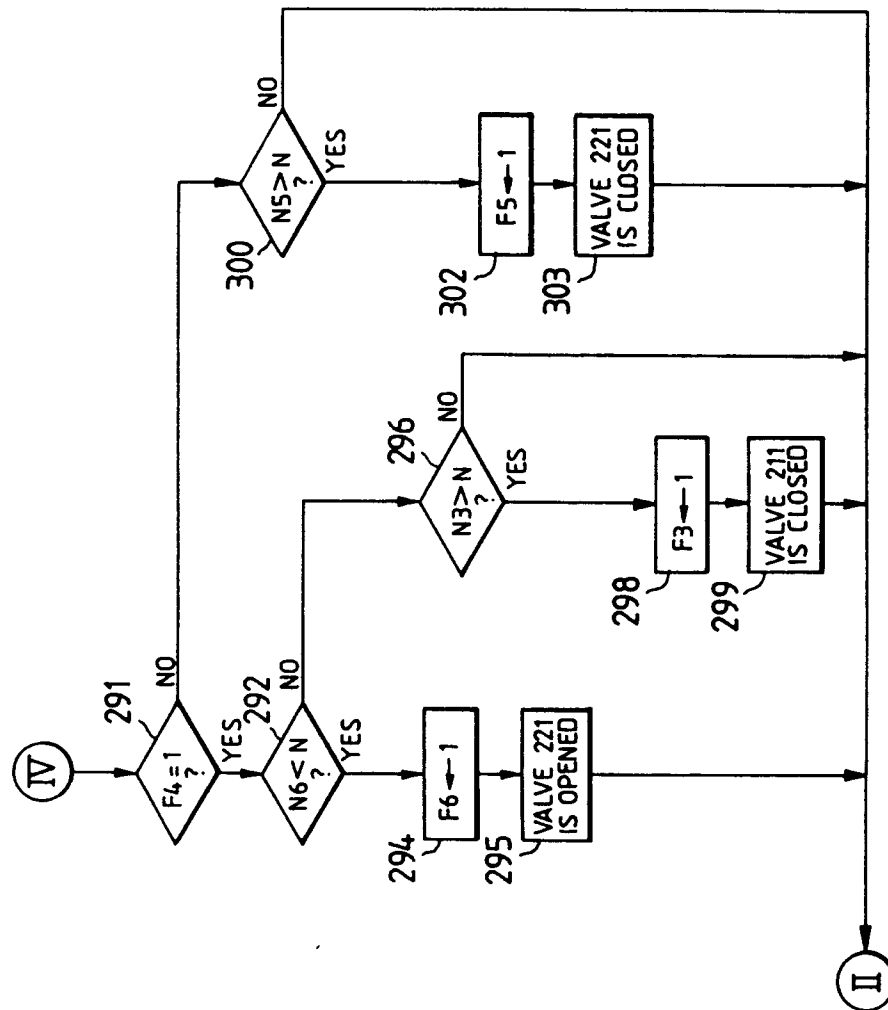 IV
291
F4=1
?
NO
YES
292
N6<N
?
NO
YES
294
F6←1
295
VALVE 221
IS OPENED
296
N3>N
?
NO
YES
298
F3←1
299
VALVE 211
IS CLOSED
300
N5>N
?
NO
YES
302
F5←1
303
VALVE 221
IS CLOSED
II